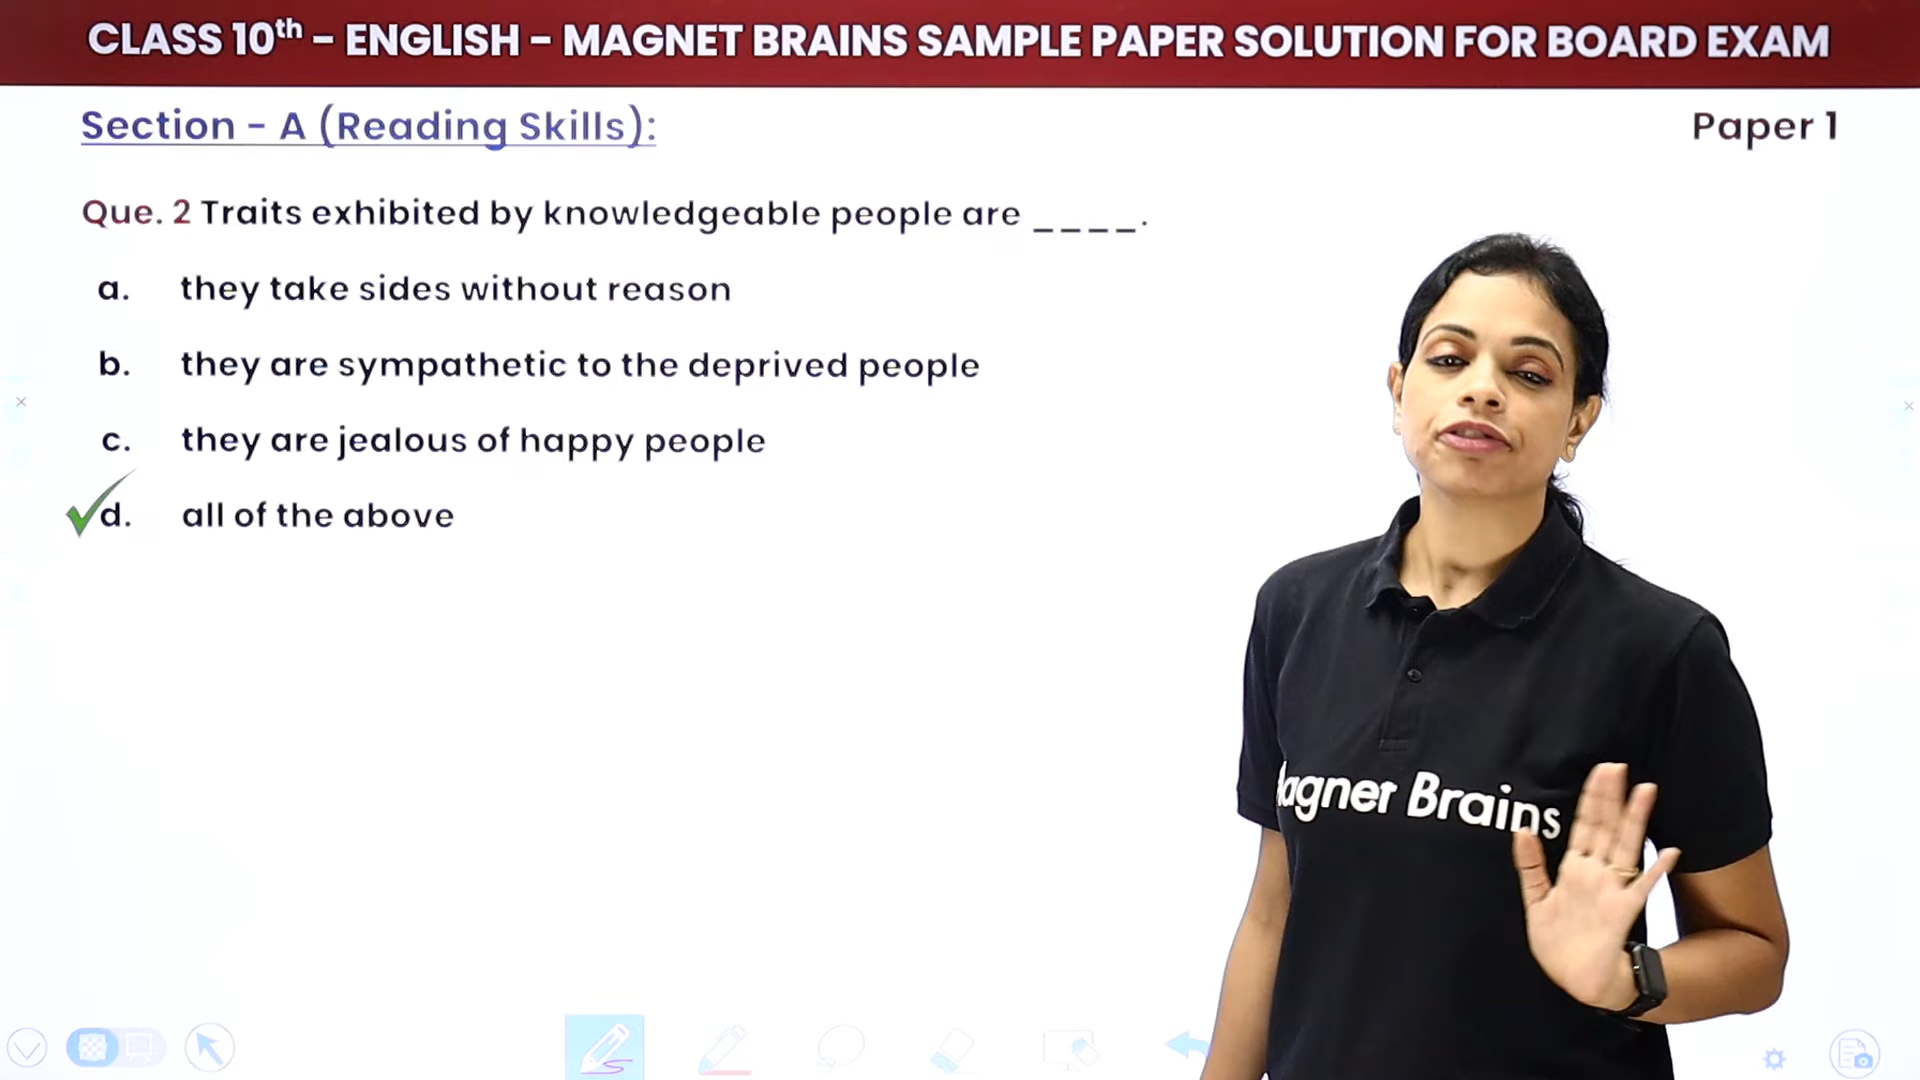 CLASS 10th - ENGLISH - MAGNET BRAINS SAMPLE PAPER SOLUTION FOR BOARD EXAM
Section - A (Reading Skills):
Paper 1
Que. 2 Traits exhibited by knowledgeable people are ____.
a. they take sides without reason
b. they are sympathetic to the deprived people
c. they are jealous of happy people
d. all of the above
Magnet Brains